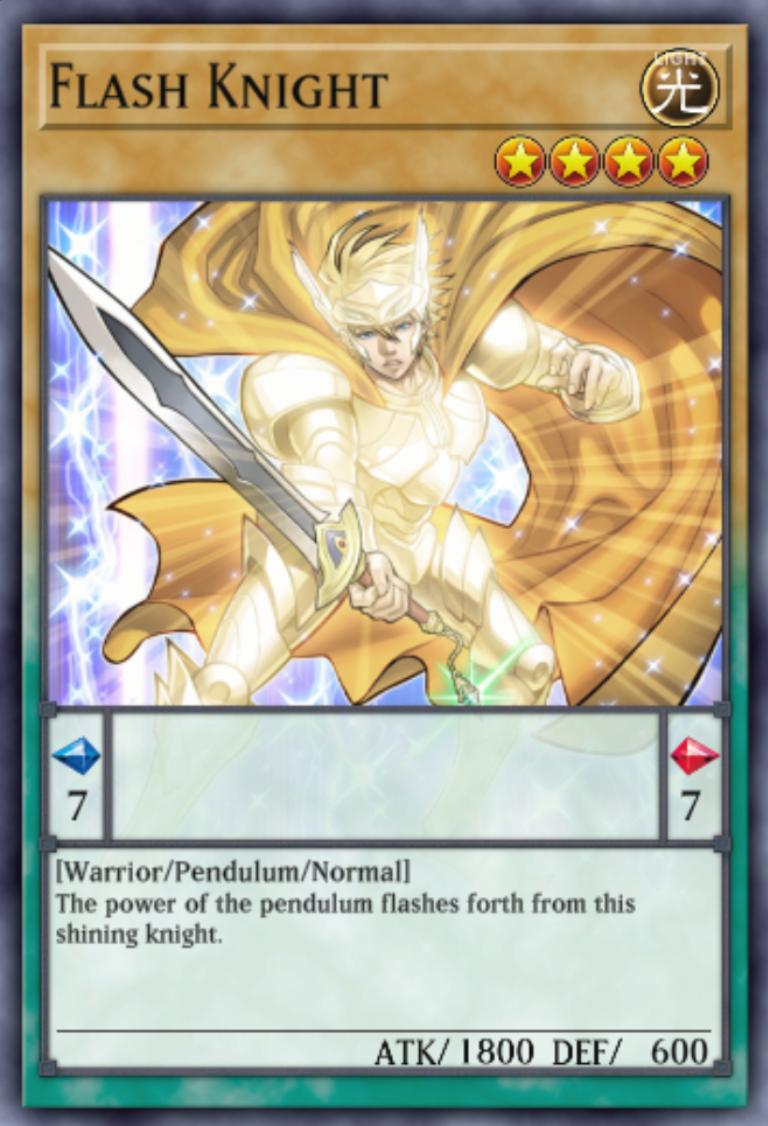 FLASH KNIGHT
LIGHT
光
7
7
[Warrior/Pendulum/Normal]
The power of the pendulum flashes forth from this
shining knight.
ATK/ 1800 DEF/ 600